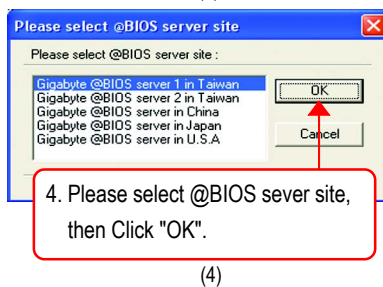 Please select @BIOS server site
Please select @BIOS server site :
Gigabyte @BIOS server 1 in Taiwan
Gigabyte @BIOS server 2 in Taiwan
Gigabyte @BIOS server in China
Gigabyte @BIOS server in Japan
Gigabyte @BIOS server in U.S.A
OK
Cancel
4. Please select @BIOS sever site,
then Click "OK".
(4)